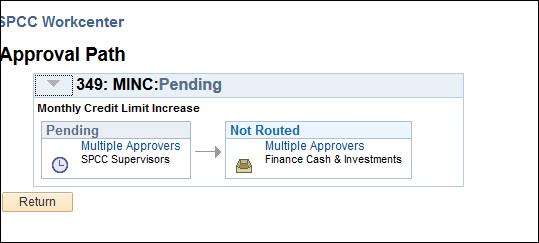 SPCC Workcenter
Approval Path
349: MINC:Pending
Monthly Credit Limit Increase
Pending
Multiple Approvers
SPCC Supervisors
Not Routed
Multiple Approvers
Finance Cash & Investments
Return